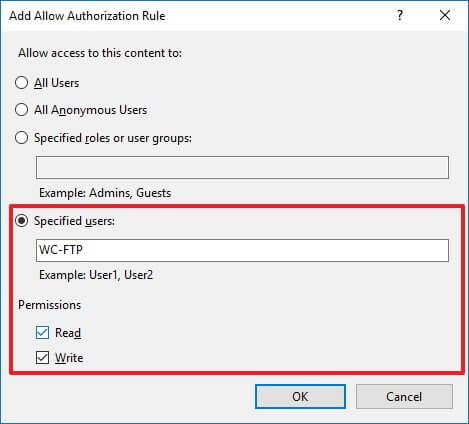 Add Allow Authorization Rule ? ×
Allow access to this content to:
All Users
All Anonymous Users
Specified roles or user groups:
Example: Admins, Guests
Specified users:
WC-FTP
Example: User1, User2
Permissions
Read
Write
OK Cancel